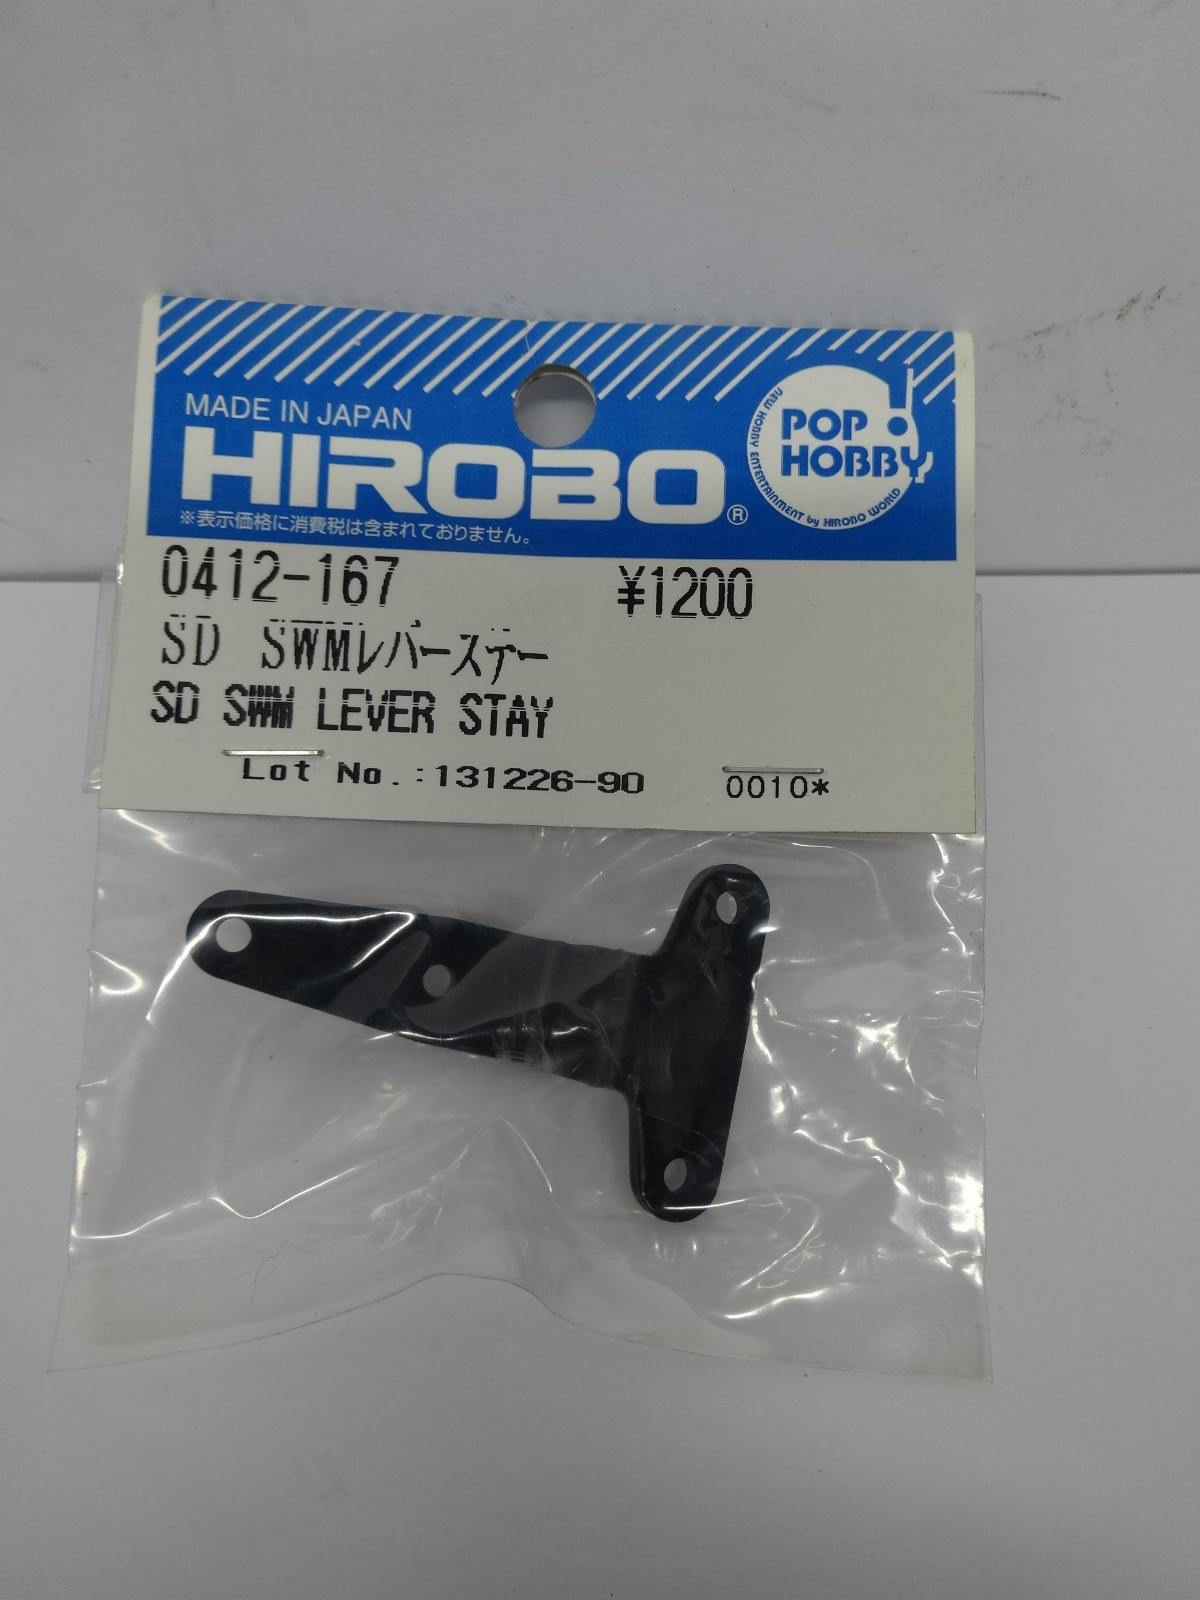 MADE IN JAPAN
HIROBO®
※表示価格に消費税は含まれておりません。
POP!
HOBBY
NEW HOBBY ENTERTAINMENT by HIROBO WORLD
0412-167 ¥1200
SD SWMレバーステー
SD SWM LEVER STAY
Lot No.:131226-90
0010*